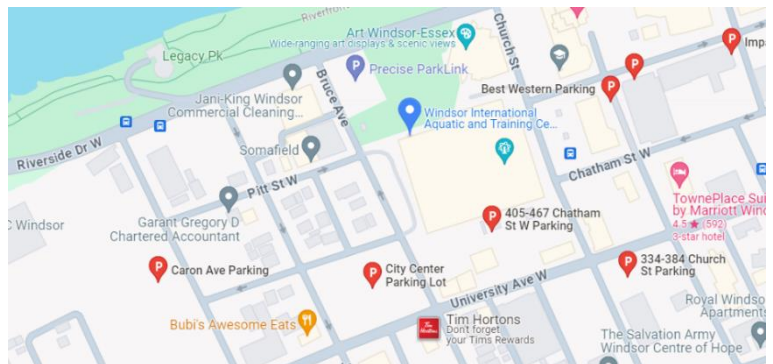 Riverfront
Art Windsor-Essex
Wide-ranging art displays & scenic views
Church St
Legacy Pk
P
Precise ParkLink
Bruce Ave
Best Western Parking
P
P
P
Impa
Jani-King Windsor
Commercial Cleaning...
Windsor International
Aquatic and Training Ce...
Riverside Dr W
Somafield
Chatham St W
Pitt St W
TownePlace Sui
by Marriott Wind
4.5 ★ (592)
3-star hotel
C Windsor
Garant Gregory D
Chartered Accountant
P
405-467 Chatham
St W Parking
P
Caron Ave Parking
P
City Center
Parking Lot
P
334-384 Church
St Parking
University Ave W
Bubi's Awesome Eats
Tim Hortons
Tim Hortons
Don't forget
your Tims Rewards
Royal Windso
Apartments
The Salvation Army
Windsor Centre of Hope